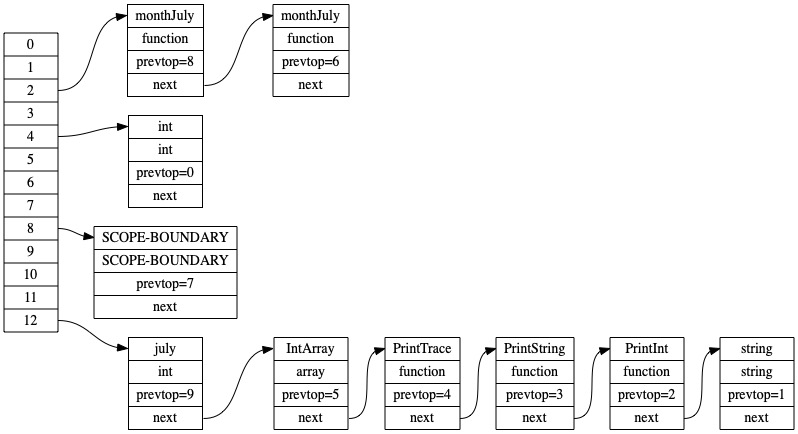 0
1
2
3
4
5
6
7
8
9
10
11
12
monthJuly
function
prevtop=8
next
monthJuly
function
prevtop=6
next
int
int
prevtop=0
next
SCOPE-BOUNDARY
SCOPE-BOUNDARY
prevtop=7
next
july
int
prevtop=9
next
IntArray
array
prevtop=5
next
PrintTrace
function
prevtop=4
next
PrintString
function
prevtop=3
next
PrintInt
function
prevtop=2
next
string
string
prevtop=1
next